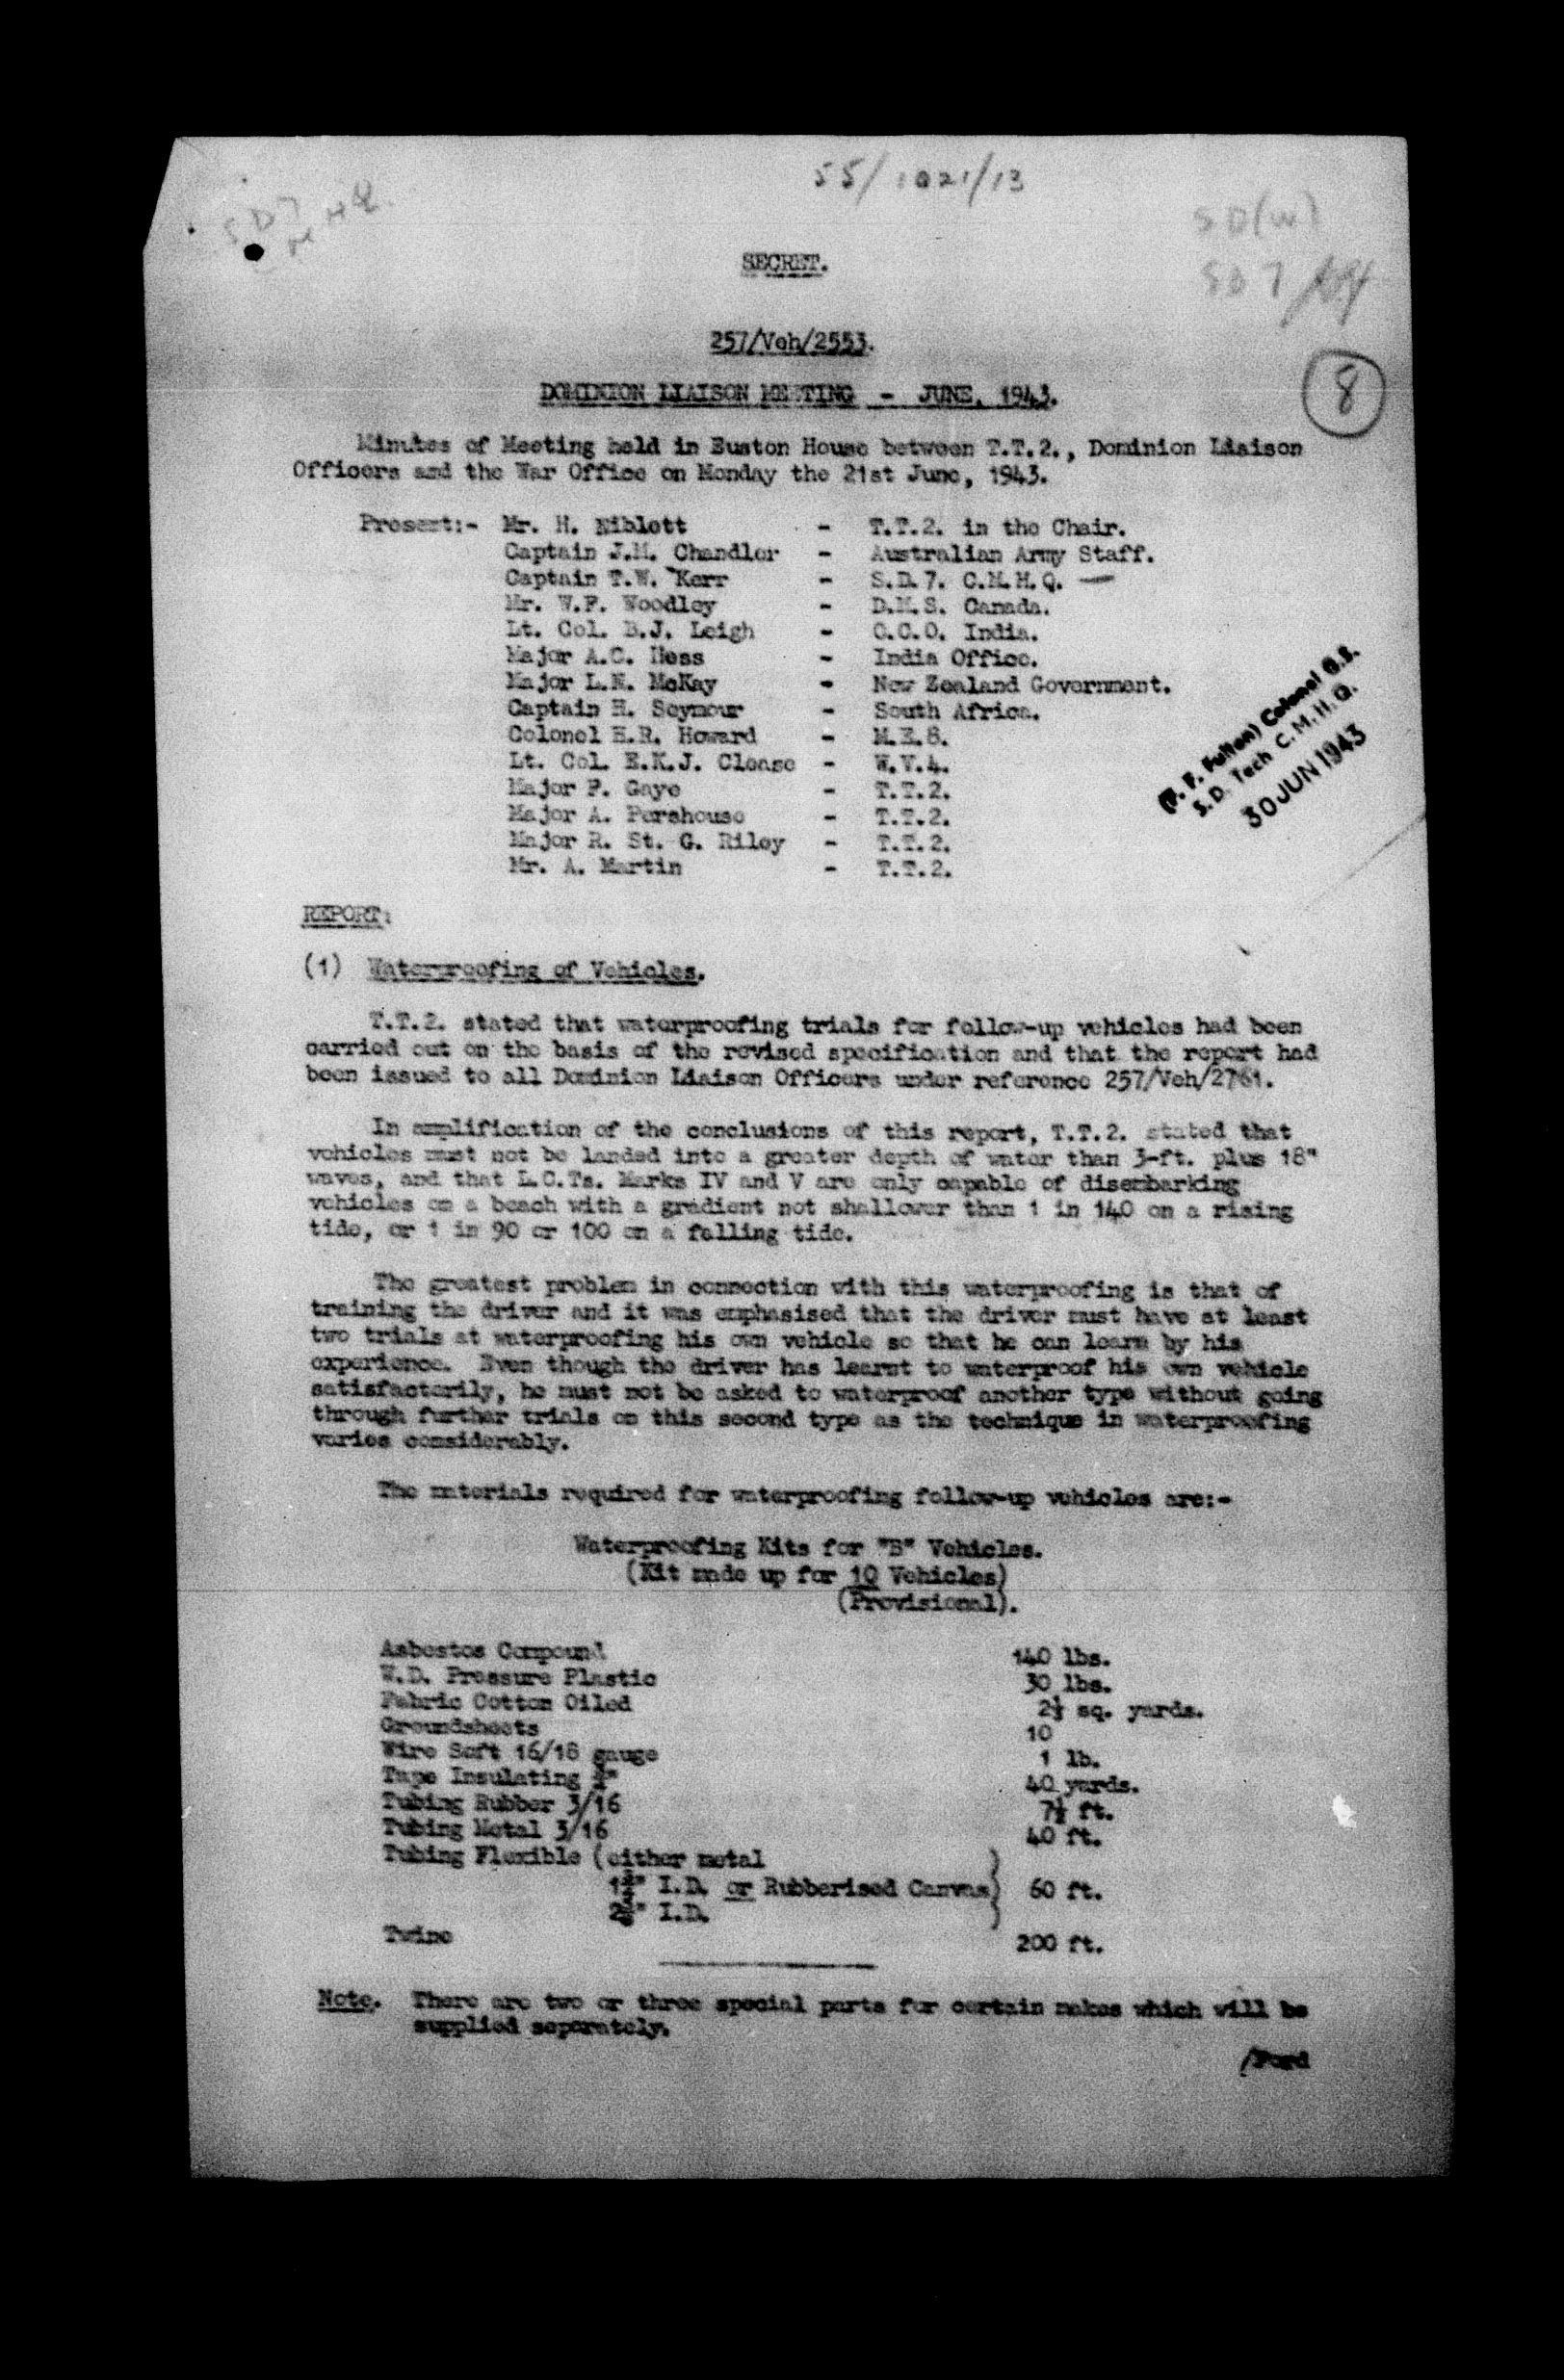 55/1021/13
SD7
S D (W)
SD 7
SECRET.
257/Veh/2553.
8
DOMINION LIAISON MEETING - JUNE, 1943.
Minutes of Meeting held in Euston House between T.T.2., Dominion Liaison
Officers and the War Office on Monday the 21st June, 1943.
Present:- Mr. H. Niblett - T.T.2. in the Chair.
Captain J.M. Chandler - Australian Army Staff.
Captain T.W. Kerr - S.D.7. C.M.H.Q. —
Mr. W.F. Woodley - D.M.S. Canada.
Lt. Col. B.J. Leigh - O.C.O. India.
Major A.C. Hess - India Office.
Major L.N. McKay - New Zealand Government.
Captain H. Seymour - South Africa.
Colonel H.R. Howard - M.E.8.
Lt. Col. E.K.J. Clease - W.V.4.
Major P. Gaye - T.T.2.
Major A. Pershouse - T.T.2.
Major R. St. G. Riley - T.T.2.
Mr. A. Martin - T.T.2.
(F. F. Fulton) Colonel G.S.
S.D. Tech C.M.H.Q.
30 JUN 1943
REPORT:
(1) Waterproofing of Vehicles.
T.T.2. stated that waterproofing trials for follow-up vehicles had been
carried out on the basis of the revised specification and that the report had
been issued to all Dominion Liaison Officers under reference 257/Veh/2761.
In amplification of the conclusions of this report, T.T.2. stated that
vehicles must not be landed into a greater depth of water than 3-ft. plus 18"
waves, and that L.C.Ts. Marks IV and V are only capable of disembarking
vehicles on a beach with a gradient not shallower than 1 in 140 on a rising
tide, or 1 in 90 or 100 on a falling tide.
The greatest problem in connection with this waterproofing is that of
training the driver and it was emphasised that the driver must have at least
two trials at waterproofing his own vehicle so that he can learn by his
experience. Even though the driver has learnt to waterproof his own vehicle
satisfactorily, he must not be asked to waterproof another type without going
through further trials on this second type as the technique in waterproofing
varies considerably.
The materials required for waterproofing follow-up vehicles are:-
Waterproofing Kits for "B" Vehicles.
(Kit made up for 10 Vehicles)
(Provisional).
Asbestos Compound 140 lbs.
W.D. Pressure Plastic 30 lbs.
Fabric Cotton Oiled 2½ sq. yards.
Groundsheets 10
Wire Soft 16/18 gauge 1 lb.
Tape Insulating ¾" 40 yards.
Tubing Rubber 3/16 7½ ft.
Tubing Metal 3/16 40 ft.
Tubing Flexible (either metal
I.D. or Rubberised Canvas) 60 ft.
I.D.
Twine 200 ft.
Note. There are two or three special parts for certain makes which will be
supplied separately.
/Ford